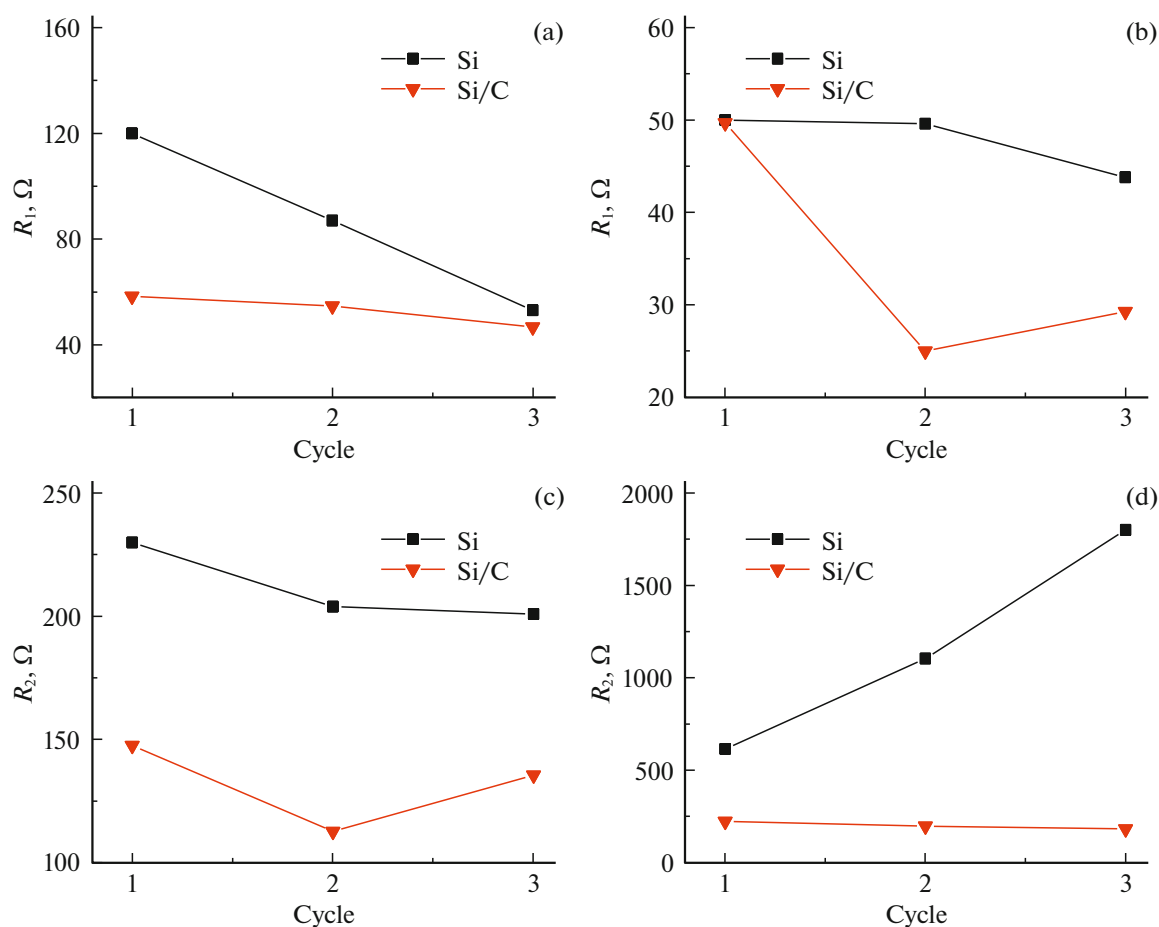 (a)
160
120
80
40
R₁, Ω
Si
Si/C
1 2 3
Cycle
(b)
60
50
40
30
20
R₁, Ω
Si
Si/C
1 2 3
Cycle
(c)
250
200
150
100
R₂, Ω
Si
Si/C
1 2 3
Cycle
(d)
2000
1500
1000
500
0
R₂, Ω
Si
Si/C
1 2 3
Cycle